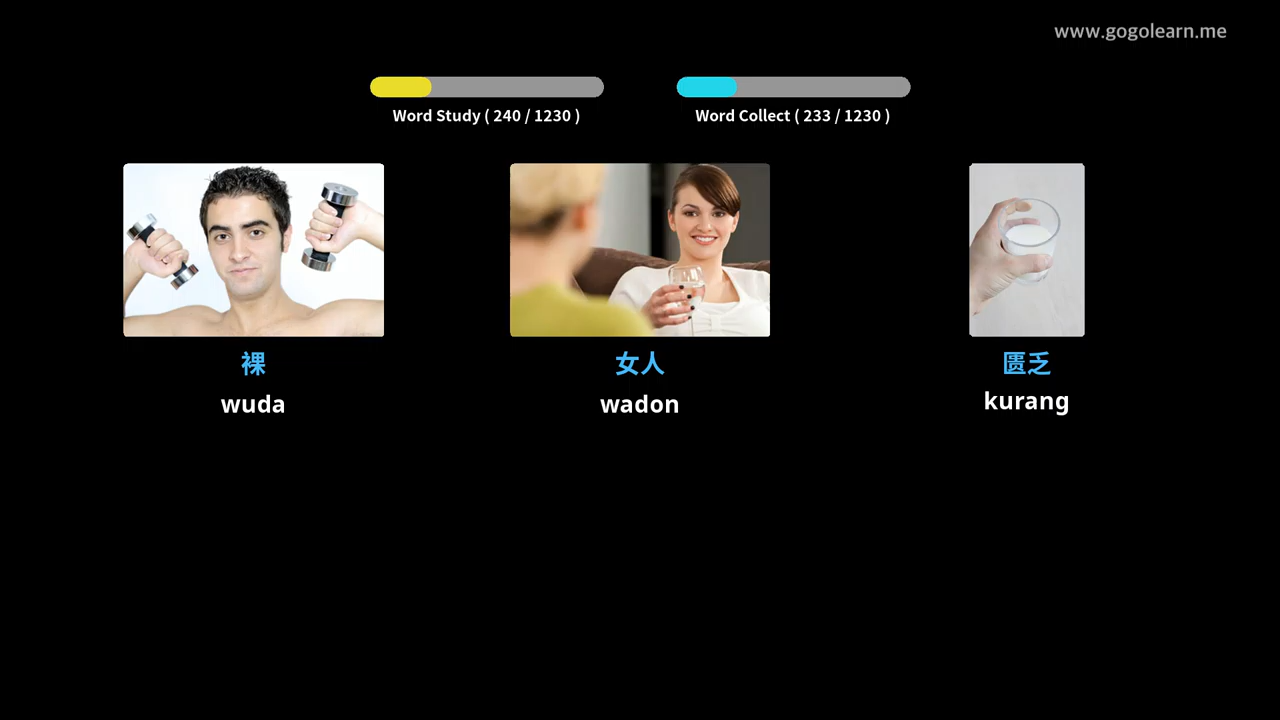 www.gogolearn.me
Word Study ( 240 / 1230 )
Word Collect ( 233 / 1230 )
裸
wuda
女人
wadon
匮乏
kurang